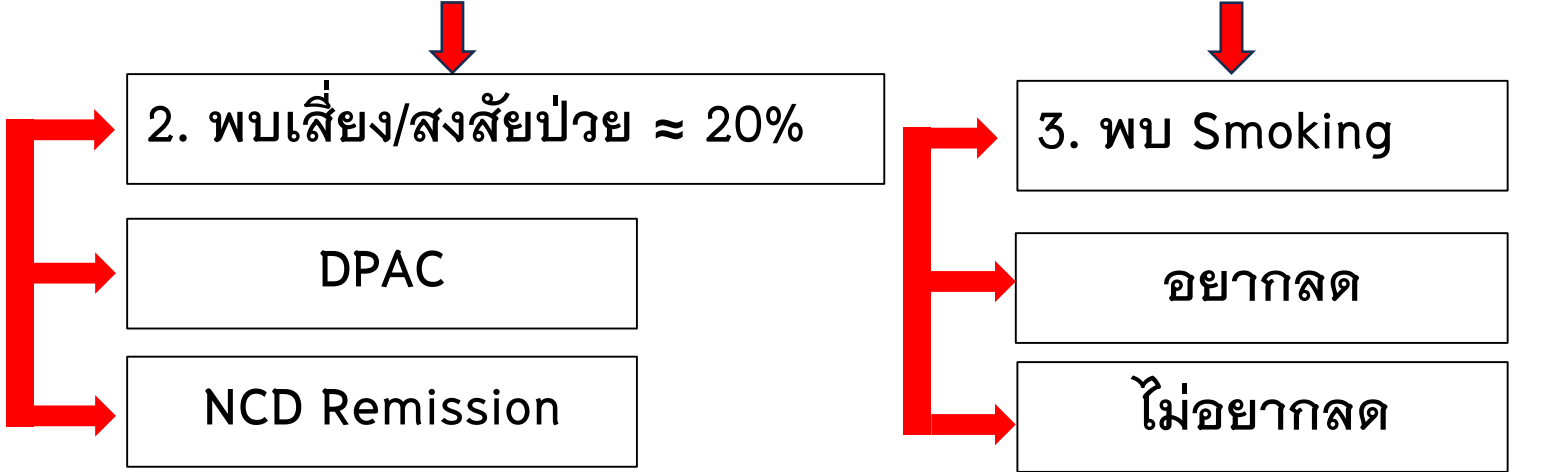 2. พบเสี่ยง/สงสัยป่วย ≈ 20%
DPAC
NCD Remission
3. พบ Smoking
อยากลด
ไม่อยากลด